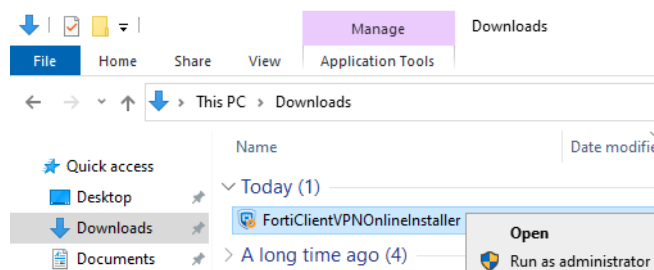 Manage
Downloads
File Home Share View Application Tools
This PC > Downloads
Name Date modifie
Quick access
Today (1)
Desktop
FortiClientVPNOnlineInstaller
Downloads
Open
Documents
A long time ago (4)
Run as administrator